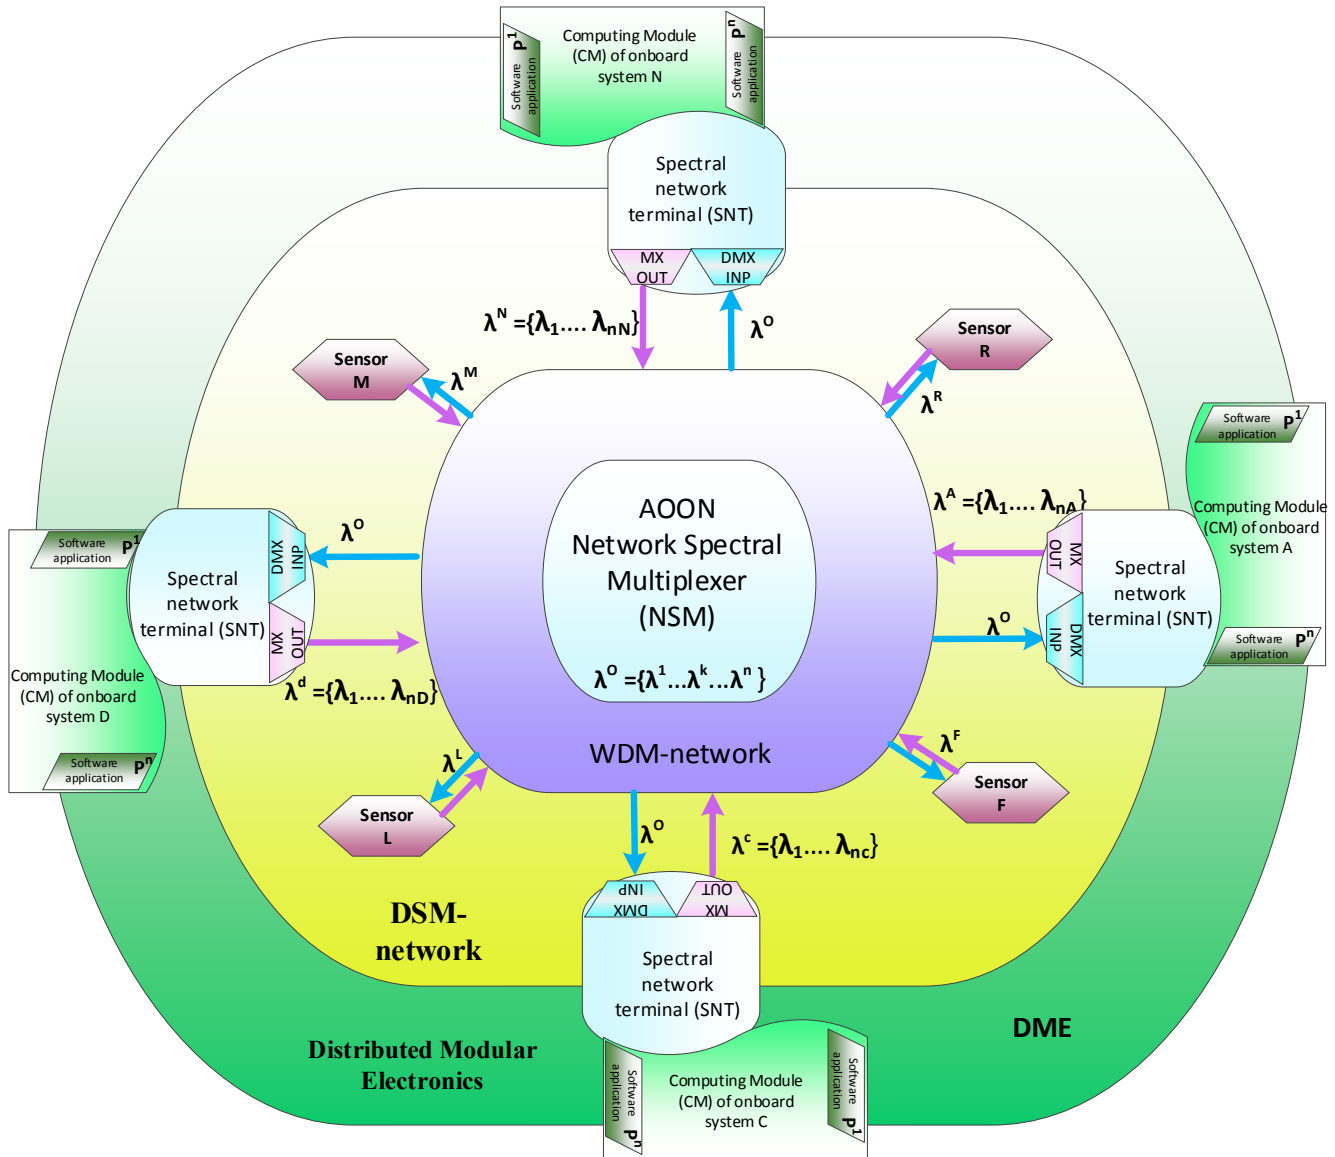 Software application P¹
Computing Module
(CM) of onboard
system N
Software application Pⁿ
Spectral
network
terminal (SNT)
MX
OUT
DMX
INP
λᴺ ={λ₁.... λₙN}
λᴼ
Sensor
M
λᴹ
Sensor
R
λᴿ
Software
application P¹
λᴬ ={λ₁.... λₙA}
Computing Module
(CM) of onboard
system A
MX
OUT
DMX
INP
Spectral
network
terminal (SNT)
λᴼ
Software
application Pⁿ
AOON
Network Spectral
Multiplexer
(NSM)
λᴼ={λ¹...λᵏ...λⁿ }
WDM-network
Software
application P¹
λᴼ
DMX
INP
MX
OUT
Spectral
network
terminal (SNT)
Computing Module
(CM) of onboard
system D
λᵈ ={λ₁.... λₙD}
Software
application Pⁿ
λᴸ
Sensor
L
λF
Sensor
F
λᴼ
λᶜ ={λ₁.... λₙc}
DMX
INP
MX
OUT
Spectral
network
terminal (SNT)
DSM-
network
Distributed Modular
Electronics
DME
Software
application Pⁿ
Computing Module
(CM) of onboard
system C
Software
application P¹